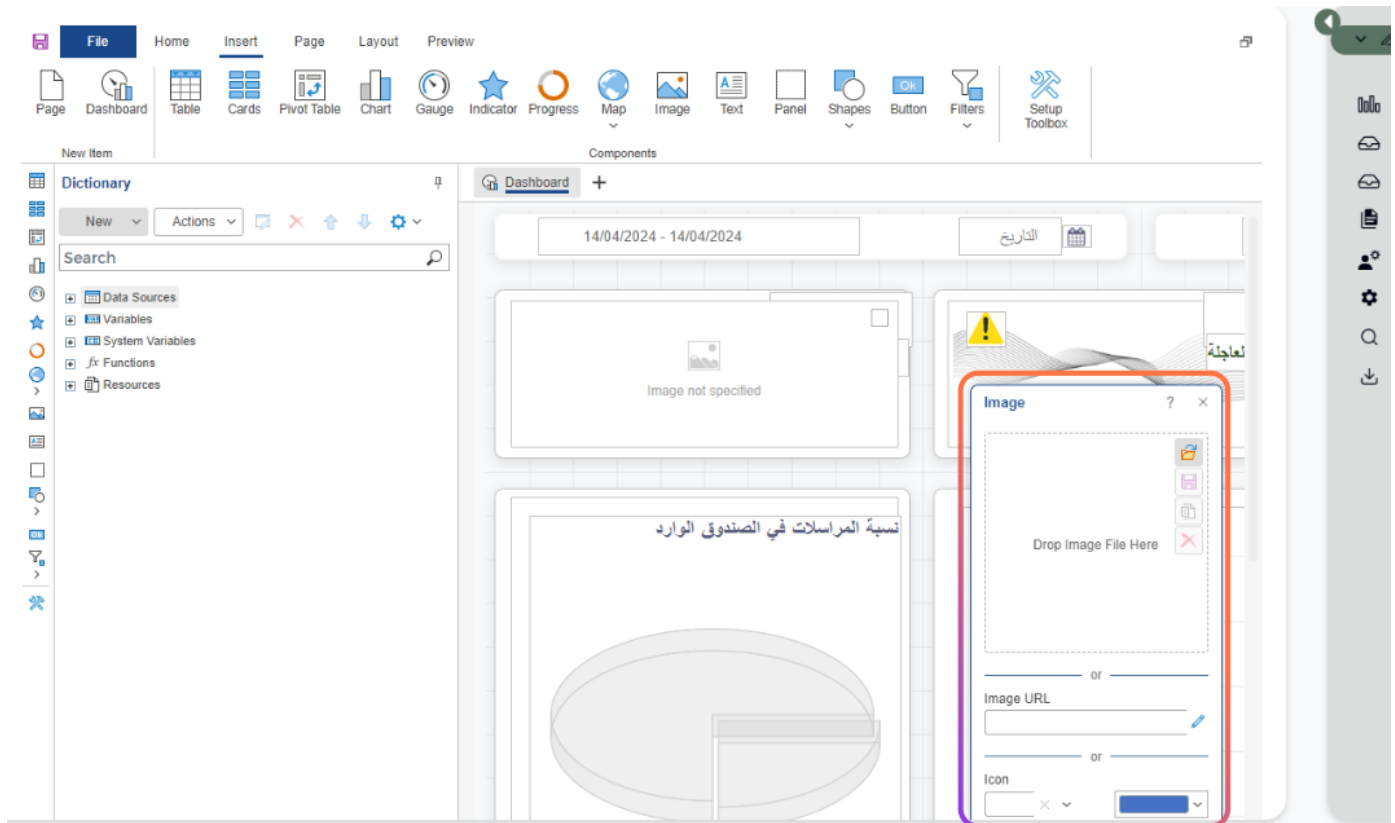 File Home Insert Page Layout Preview
Page Dashboard Table Cards Pivot Table Chart Gauge Indicator Progress Map Image Text Panel Shapes Ok Button Filters Setup Toolbox
New Item Components
Dictionary
Dashboard
New Actions
Search
Data Sources
Variables
System Variables
fx Functions
Resources
14/04/2024 - 14/04/2024
التاريخ
Image not specified
نسبة المراسلات في الصندوق الوارد
Image ?
Drop Image File Here
or
Image URL
or
Icon